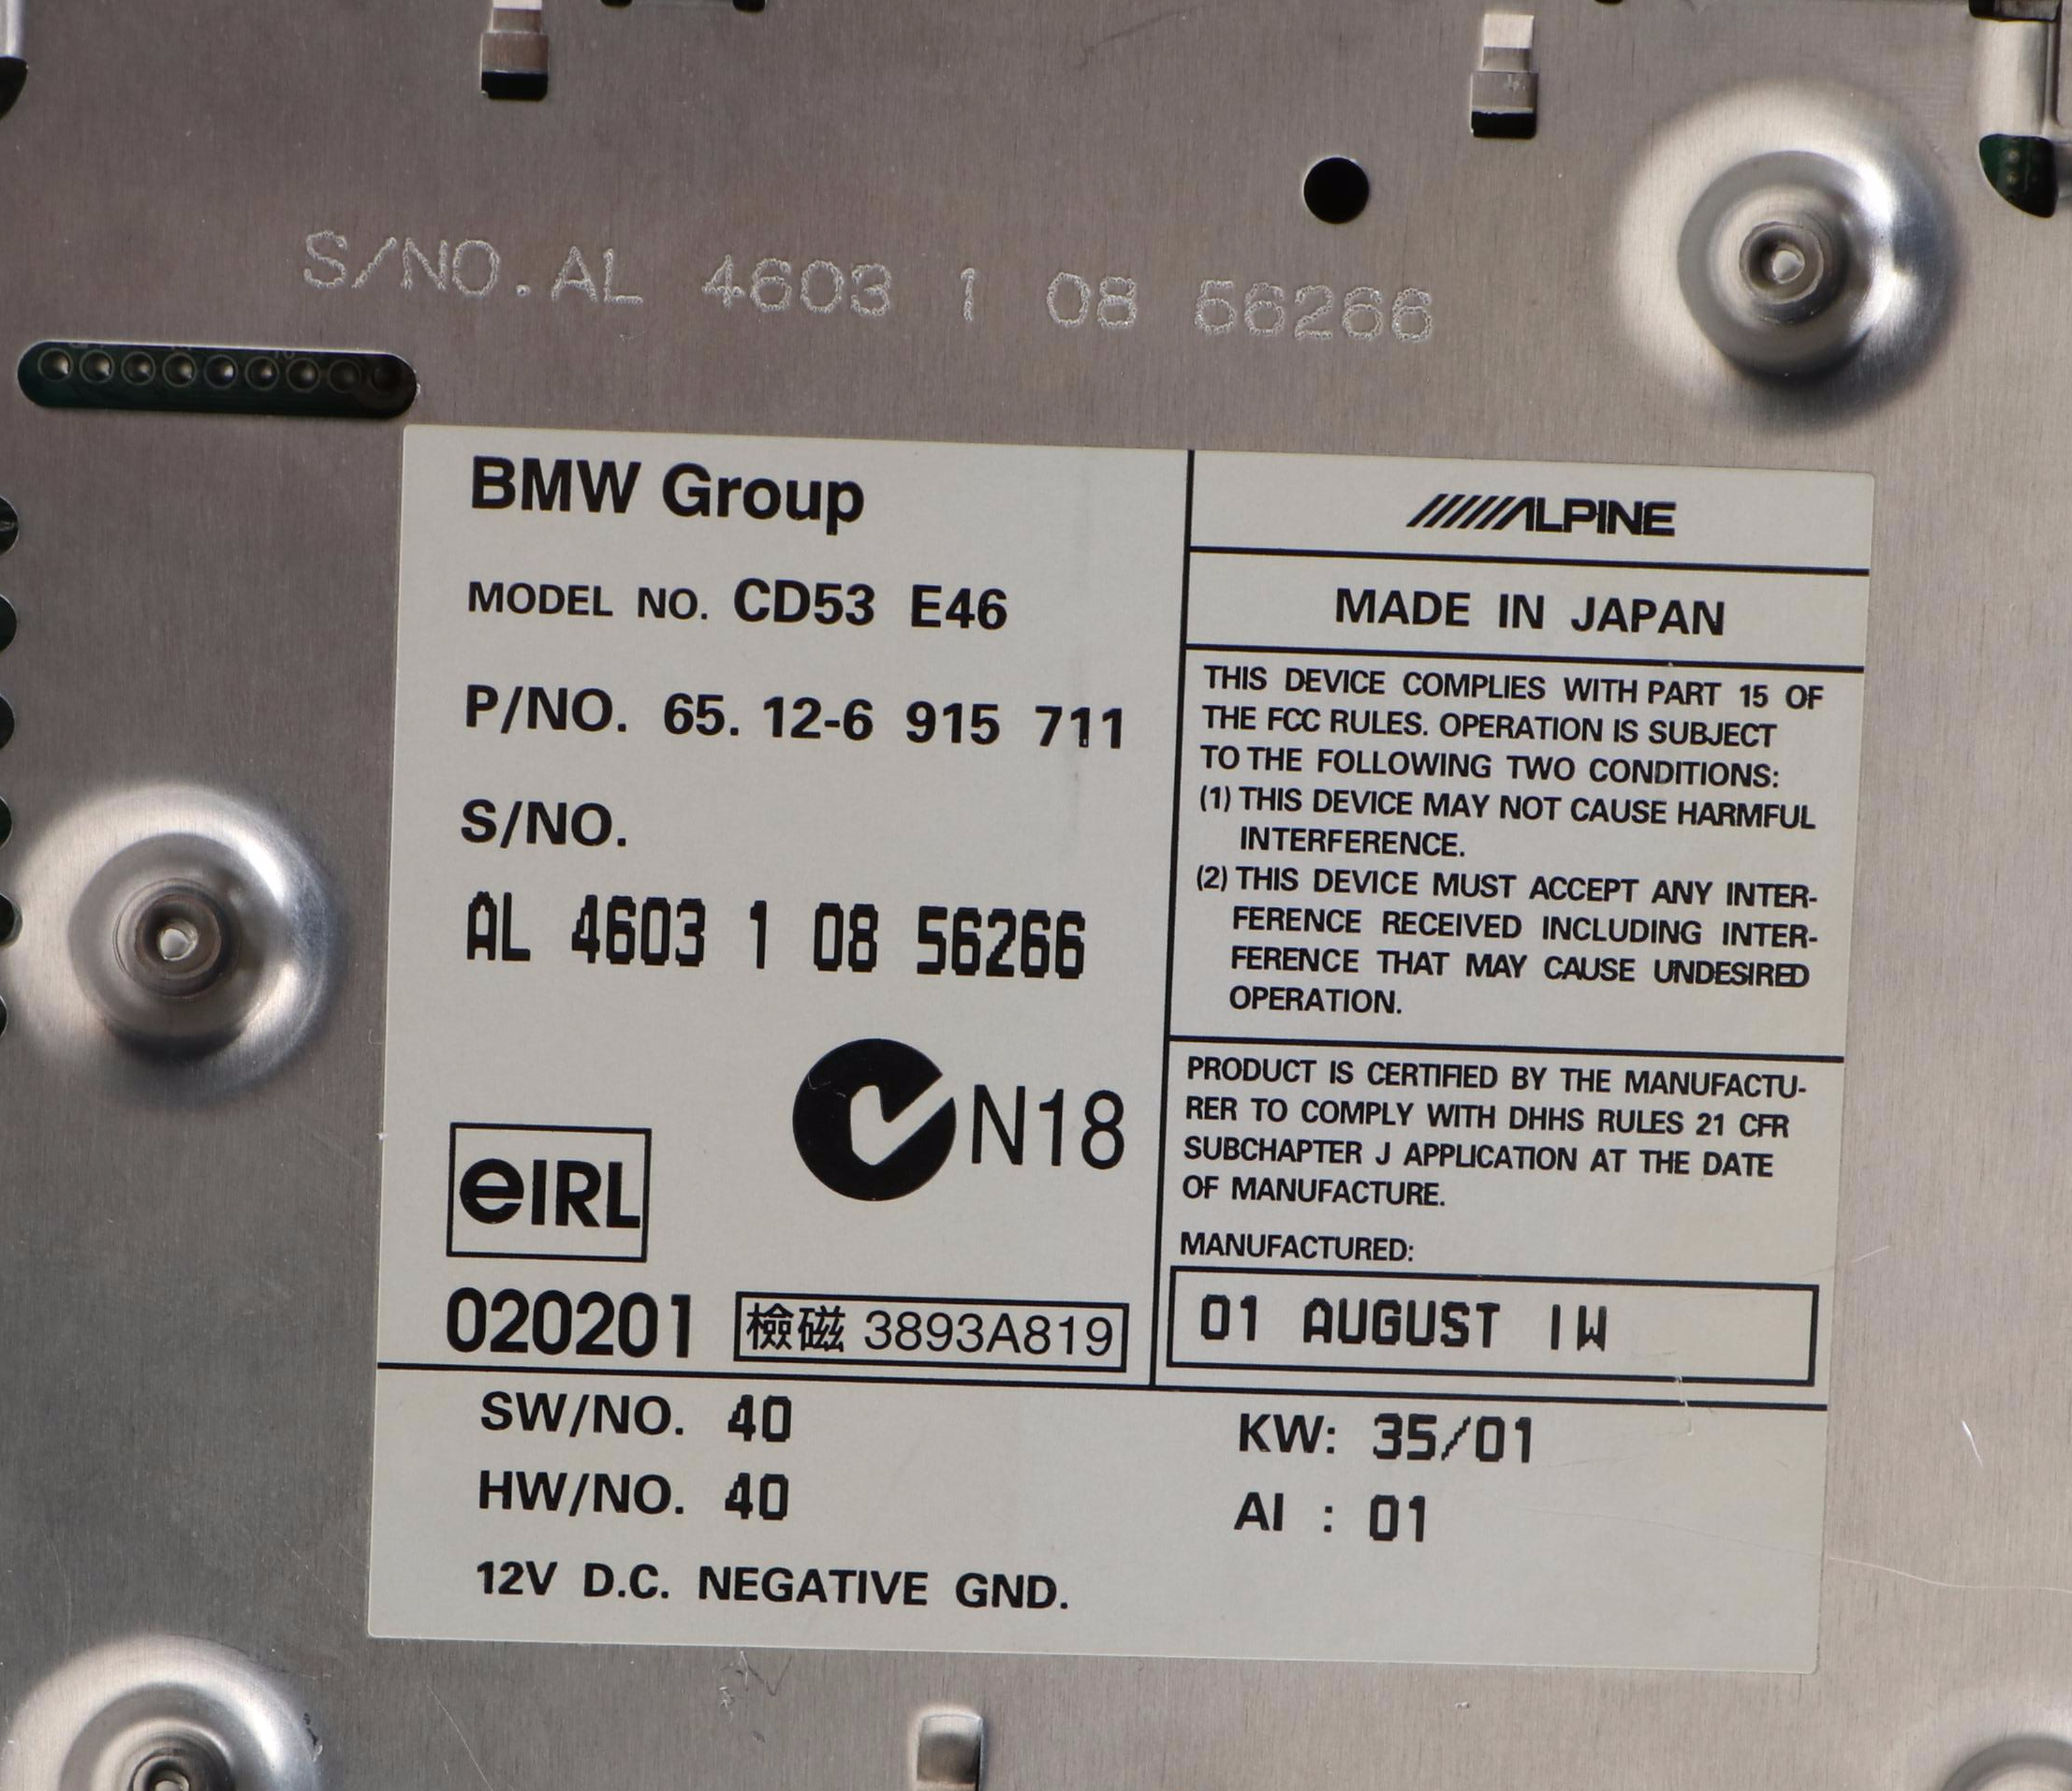 S/NO.AL 4603 1 08 56266
BMW Group
MODEL NO. CD53 E46
P/NO. 65. 12-6 915 711
S/NO.
AL 4603 1 08 56266
N18
eIRL
020201
檢磁 3893A819
ALPINE
MADE IN JAPAN
THIS DEVICE COMPLIES WITH PART 15 OF
THE FCC RULES. OPERATION IS SUBJECT
TO THE FOLLOWING TWO CONDITIONS:
(1) THIS DEVICE MAY NOT CAUSE HARMFUL
INTERFERENCE.
(2) THIS DEVICE MUST ACCEPT ANY INTER-
FERENCE RECEIVED INCLUDING INTER-
FERENCE THAT MAY CAUSE UNDESIRED
OPERATION.
PRODUCT IS CERTIFIED BY THE MANUFACTU-
RER TO COMPLY WITH DHHS RULES 21 CFR
SUBCHAPTER J APPLICATION AT THE DATE
OF MANUFACTURE.
MANUFACTURED:
01 AUGUST IW
SW/NO. 40
HW/NO. 40
12V D.C. NEGATIVE GND.
KW: 35/01
AI : 01